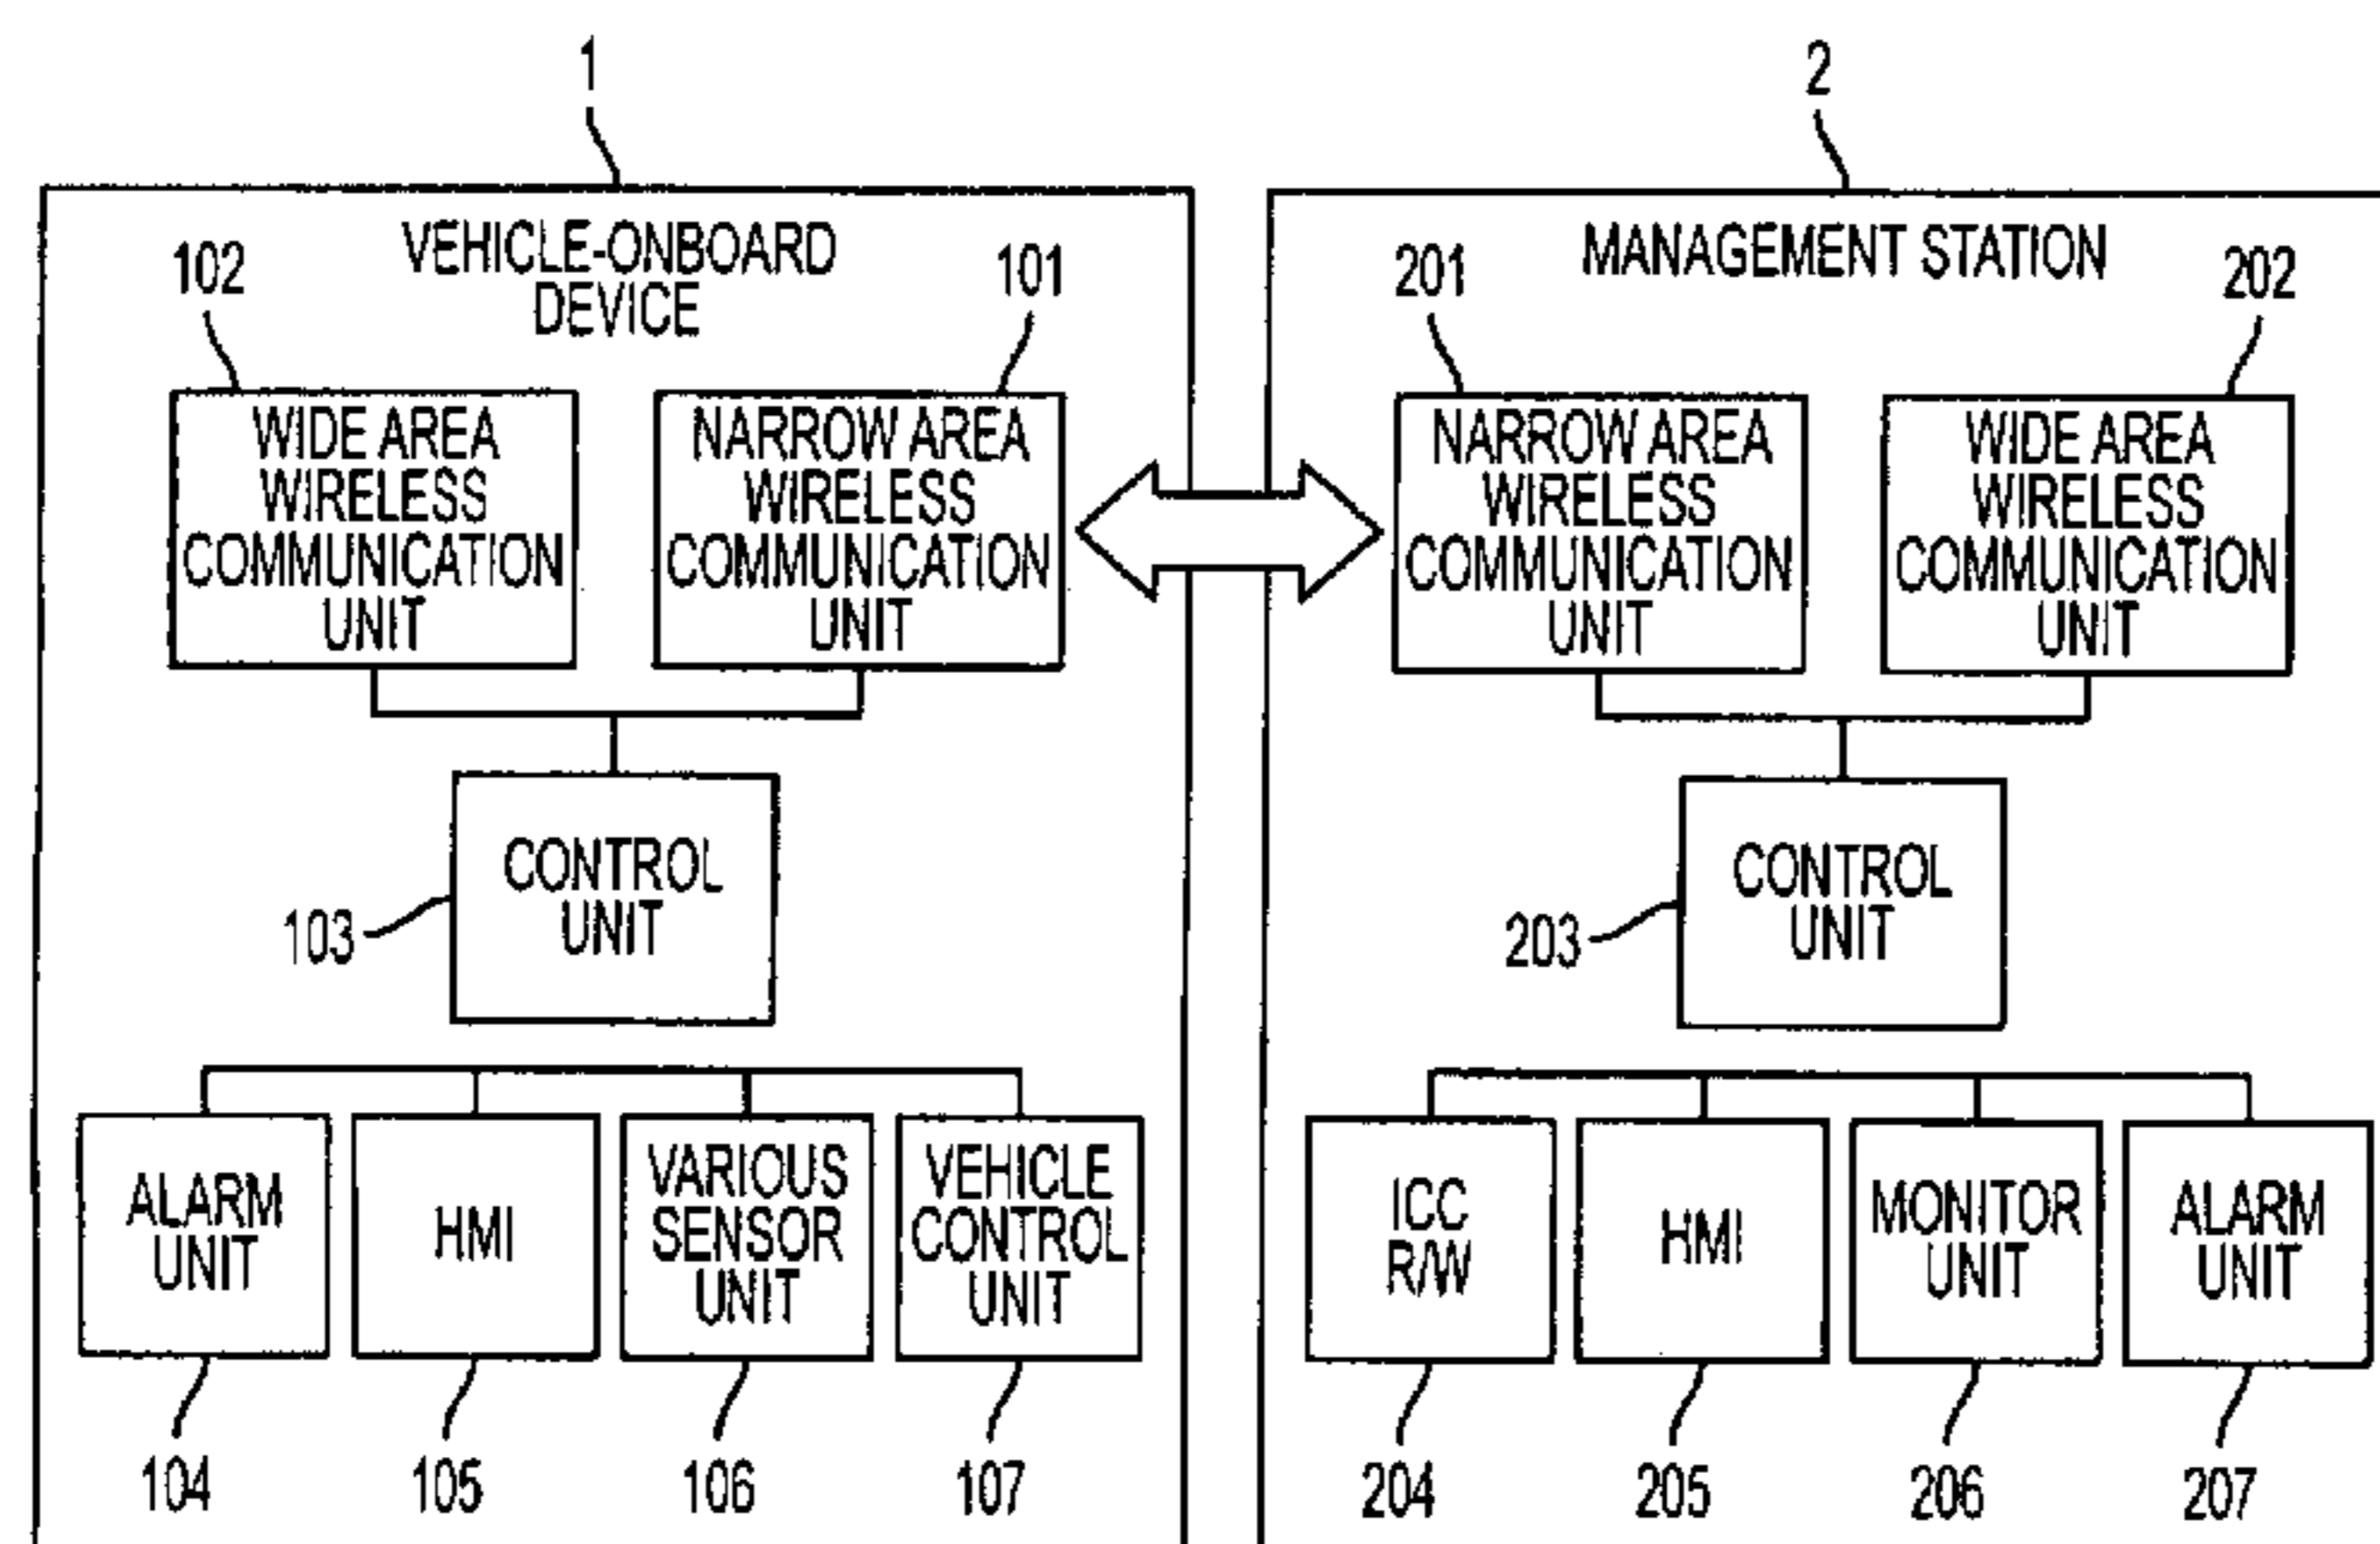 1
2
VEHICLE-ONBOARD
DEVICE
MANAGEMENT STATION
102
101
201
202
WIDE AREA
WIRELESS
COMMUNICATION
UNIT
NARROW AREA
WIRELESS
COMMUNICATION
UNIT
NARROW AREA
WIRELESS
COMMUNICATION
UNIT
WIDE AREA
WIRELESS
COMMUNICATION
UNIT
CONTROL
UNIT
103
CONTROL
UNIT
203
ALARM
UNIT
HMI
VARIOUS
SENSOR
UNIT
VEHICLE
CONTROL
UNIT
ICC
R/W
HMI
MONITOR
UNIT
ALARM
UNIT
104
105
106
107
204
205
206
207